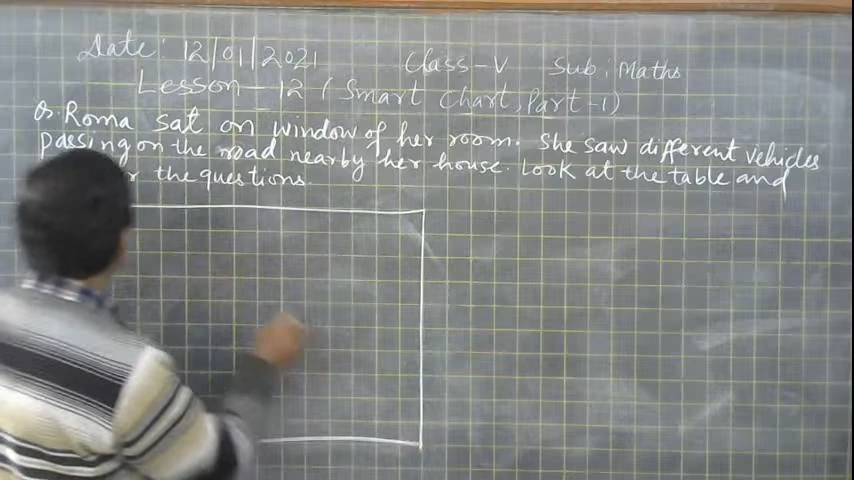 Date: 12/01/2021 Class-V Sub: Maths
Lesson-12 (Smart Chart, Part-1)
Q. Roma sat on window of her room. She saw different vehicles
passing on the road nearby her house. Look at the table and
the questions.